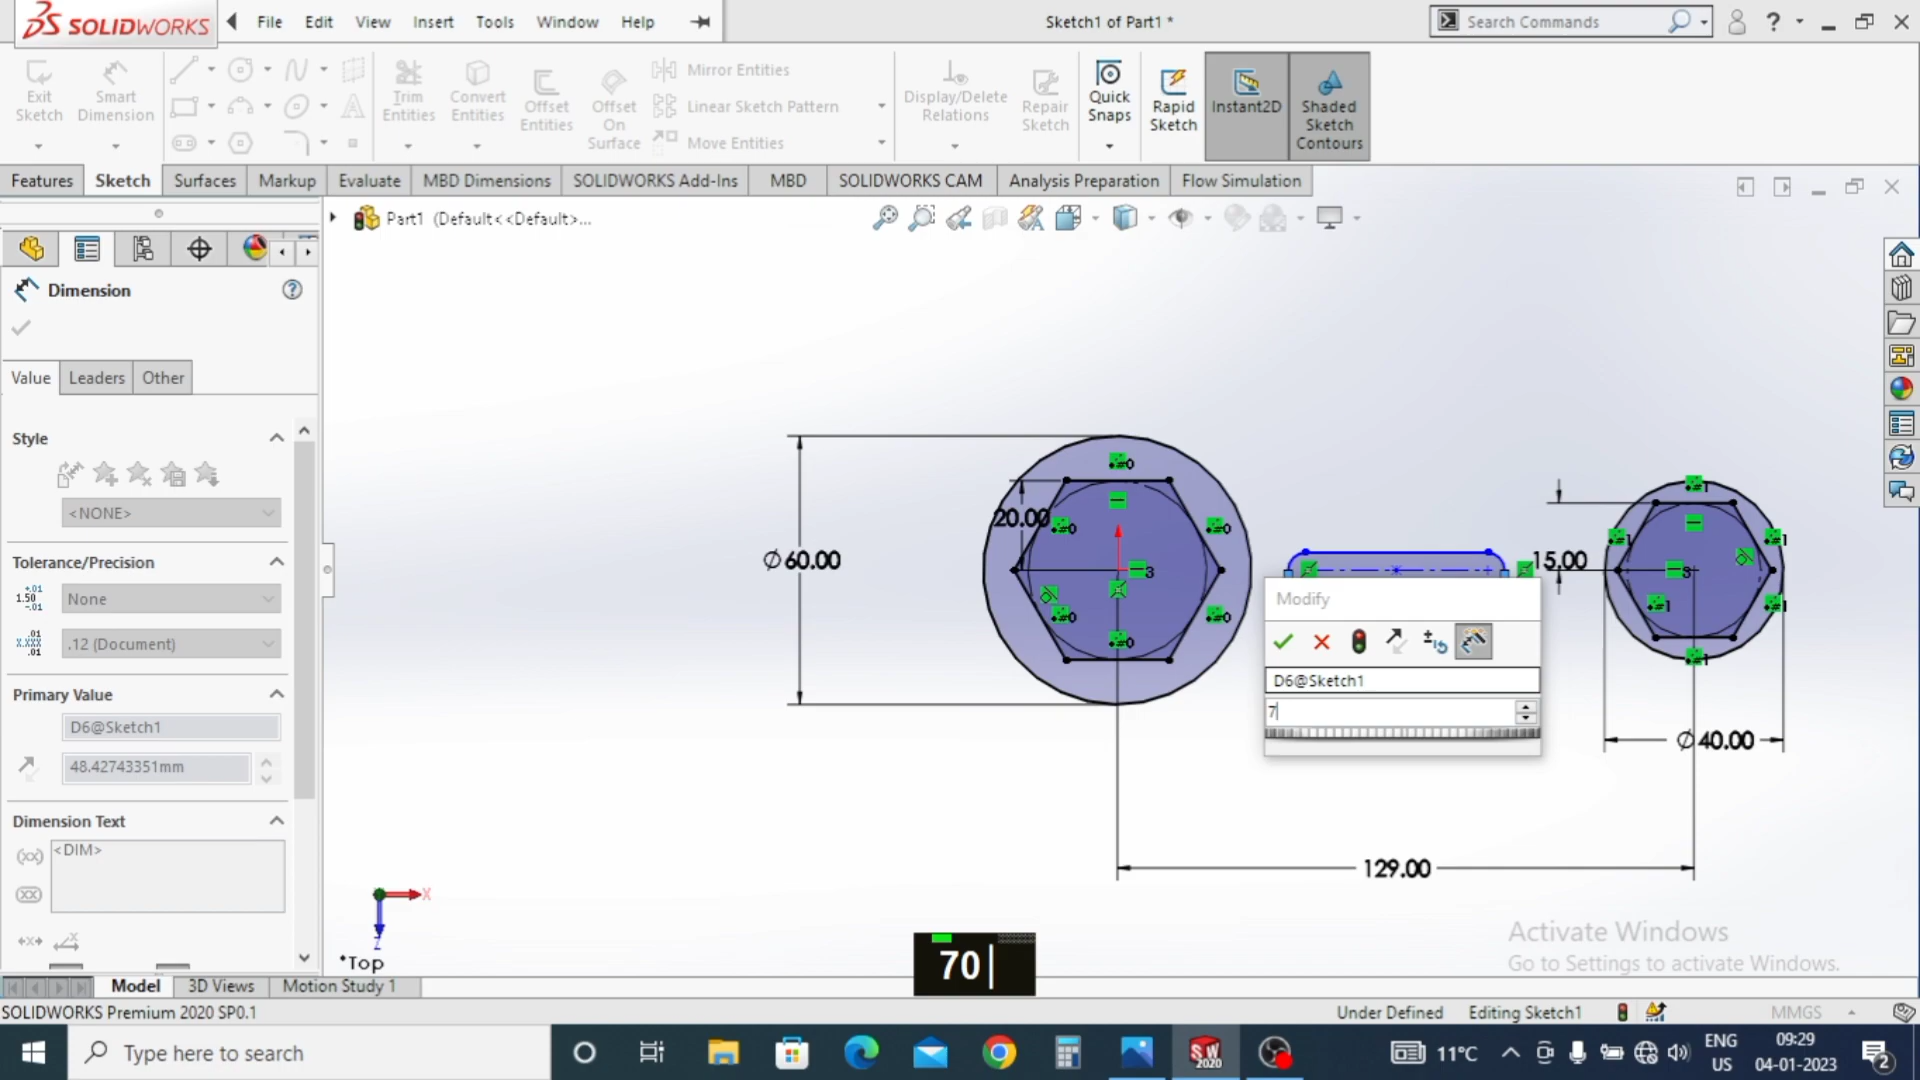 SOLIDWORKS
File Edit View Insert Tools Window Help
Sketch1 of Part1 *
Search Commands
Exit Sketch
Smart Dimension
Trim Entities
Convert Entities
Offset Entities
Offset On Surface
Mirror Entities
Linear Sketch Pattern
Move Entities
Display/Delete Relations
Repair Sketch
Quick Snaps
Rapid Sketch
Instant2D
Shaded Sketch Contours
Features Sketch Surfaces Markup Evaluate MBD Dimensions SOLIDWORKS Add-Ins MBD SOLIDWORKS CAM Analysis Preparation Flow Simulation
Part1 (Default<<Default>...
Dimension
Value Leaders Other
Style
<NONE>
Tolerance/Precision
None
.12 (Document)
Primary Value
D6@Sketch1
48.42743351mm
Dimension Text
<DIM>
20.00
∅60.00
15.00
∅40.00
129.00
Modify
D6@Sketch1
7
X
Z
*Top
70
Activate Windows
Go to Settings to activate Windows.
Model 3D Views Motion Study 1
SOLIDWORKS Premium 2020 SP0.1
Under Defined Editing Sketch1 MMGS
Type here to search
SW 2020
11°C
ENG US
09:29
04-01-2023
2